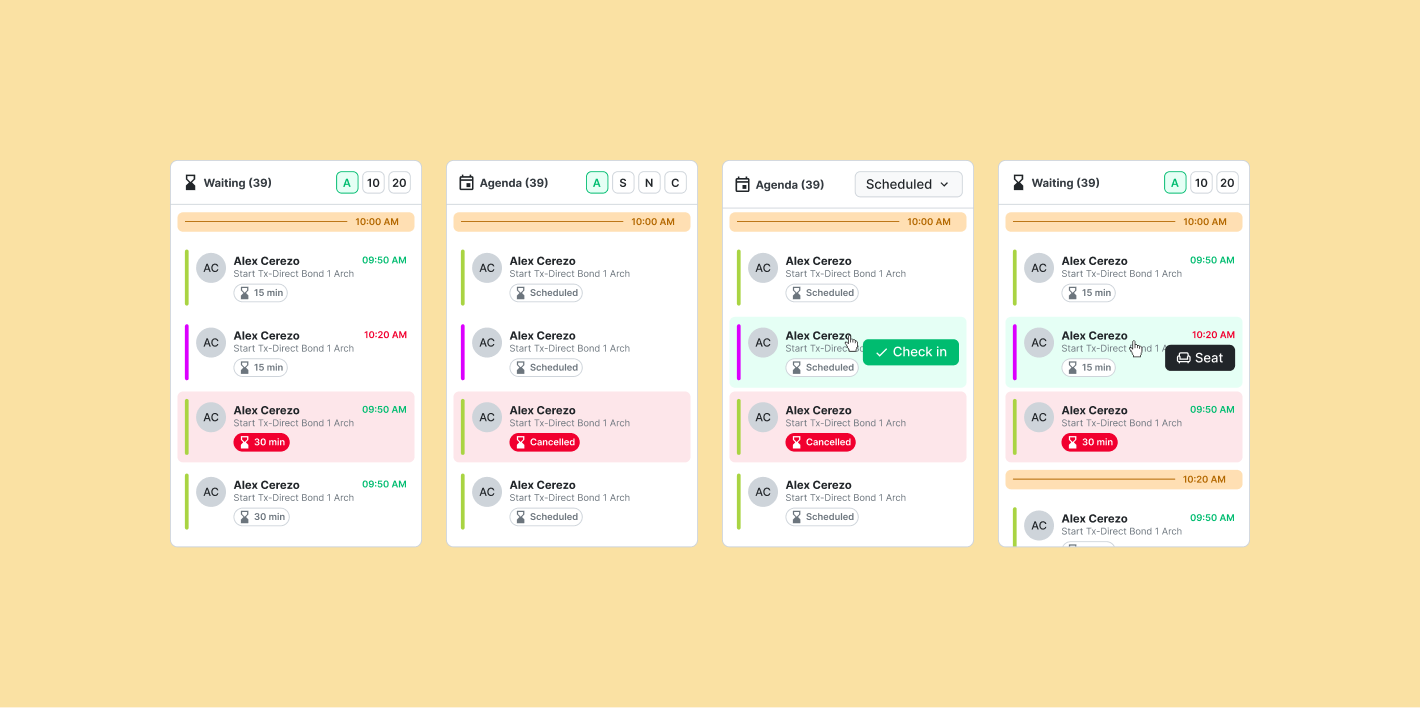 Waiting (39) A 10 20
10:00 AM
AC Alex Cerezo 09:50 AM
Start Tx-Direct Bond 1 Arch
15 min
AC Alex Cerezo 10:20 AM
Start Tx-Direct Bond 1 Arch
15 min
AC Alex Cerezo 09:50 AM
Start Tx-Direct Bond 1 Arch
30 min
AC Alex Cerezo 09:50 AM
Start Tx-Direct Bond 1 Arch
30 min
Agenda (39) A S N C
10:00 AM
AC Alex Cerezo
Start Tx-Direct Bond 1 Arch
Scheduled
AC Alex Cerezo
Start Tx-Direct Bond 1 Arch
Scheduled
AC Alex Cerezo
Start Tx-Direct Bond 1 Arch
Cancelled
AC Alex Cerezo
Start Tx-Direct Bond 1 Arch
Scheduled
Agenda (39) Scheduled
10:00 AM
AC Alex Cerezo
Start Tx-Direct Bond 1 Arch
Scheduled
AC Alex Cerezo
Start Tx-Direct Bo
Check in
Scheduled
AC Alex Cerezo
Start Tx-Direct Bond 1 Arch
Cancelled
AC Alex Cerezo
Start Tx-Direct Bond 1 Arch
Scheduled
Waiting (39) A 10 20
10:00 AM
AC Alex Cerezo 09:50 AM
Start Tx-Direct Bond 1 Arch
15 min
AC Alex Cerezo 10:20 AM
Start Tx-Direct nd 1 A
Seat
15 min
AC Alex Cerezo 09:50 AM
Start Tx-Direct Bond 1 Arch
30 min
10:20 AM
AC Alex Cerezo 09:50 AM
Start Tx-Direct Bond 1 Arch